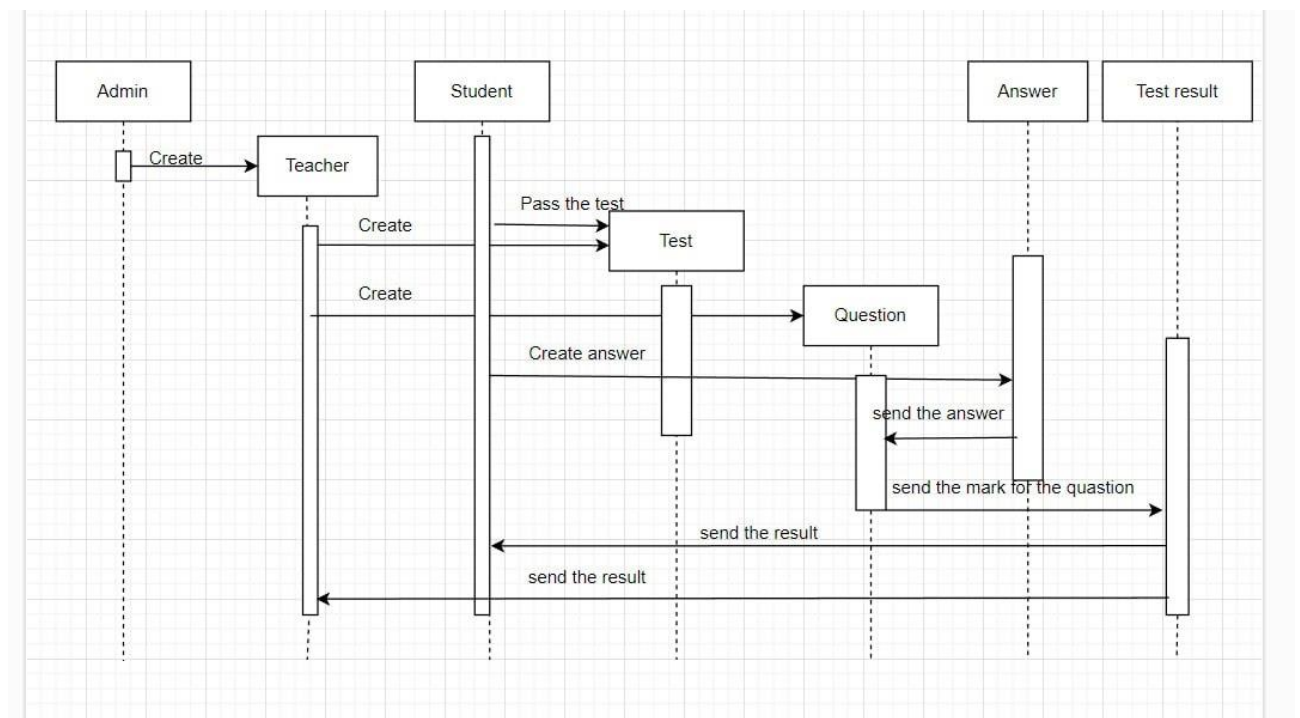 Admin
Student
Answer
Test result
Create
Teacher
Pass the test
Create
Test
Create
Question
Create answer
send the answer
send the mark for the quastion
send the result
send the result